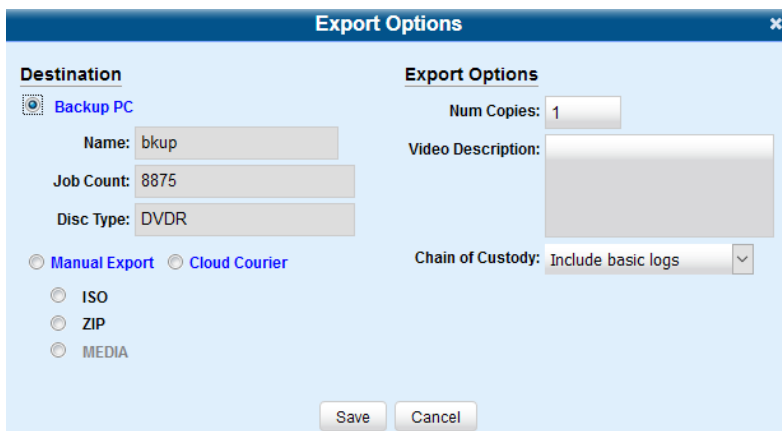 Export Options
Destination
Backup PC
Name: bkup
Job Count: 8875
Disc Type: DVDR
Manual Export Cloud Courier
ISO
ZIP
MEDIA
Export Options
Num Copies: 1
Video Description:
Chain of Custody: Include basic logs
Save Cancel